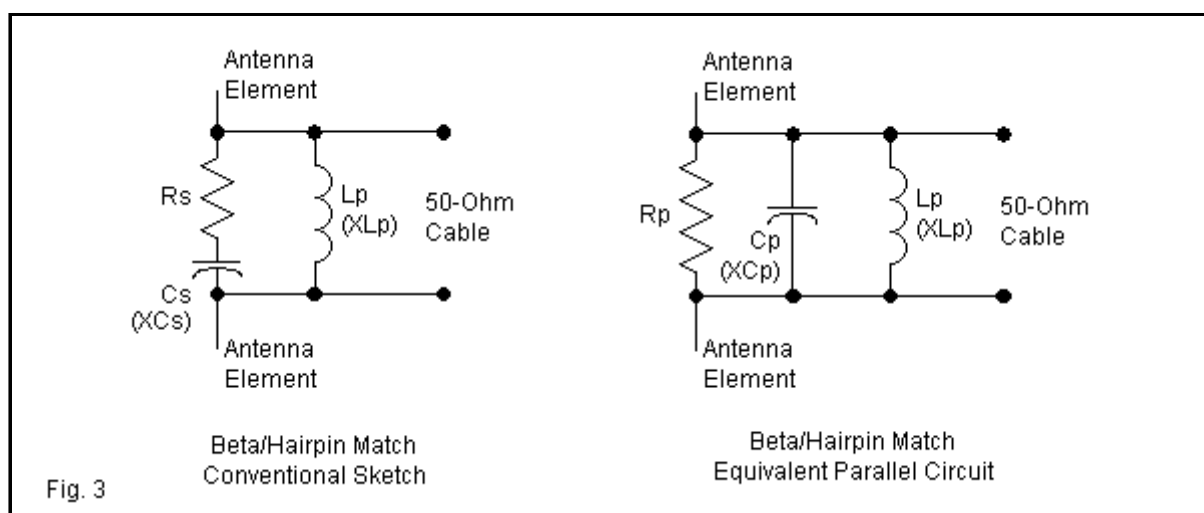 Antenna
Element
Rs
Lp
(XLp)
50-Ohm
Cable
Cs
(XCs)
Antenna
Element
Beta/Hairpin Match
Conventional Sketch
Antenna
Element
Rp
Cp
(XCp)
Lp
(XLp)
50-Ohm
Cable
Antenna
Element
Beta/Hairpin Match
Equivalent Parallel Circuit
Fig. 3